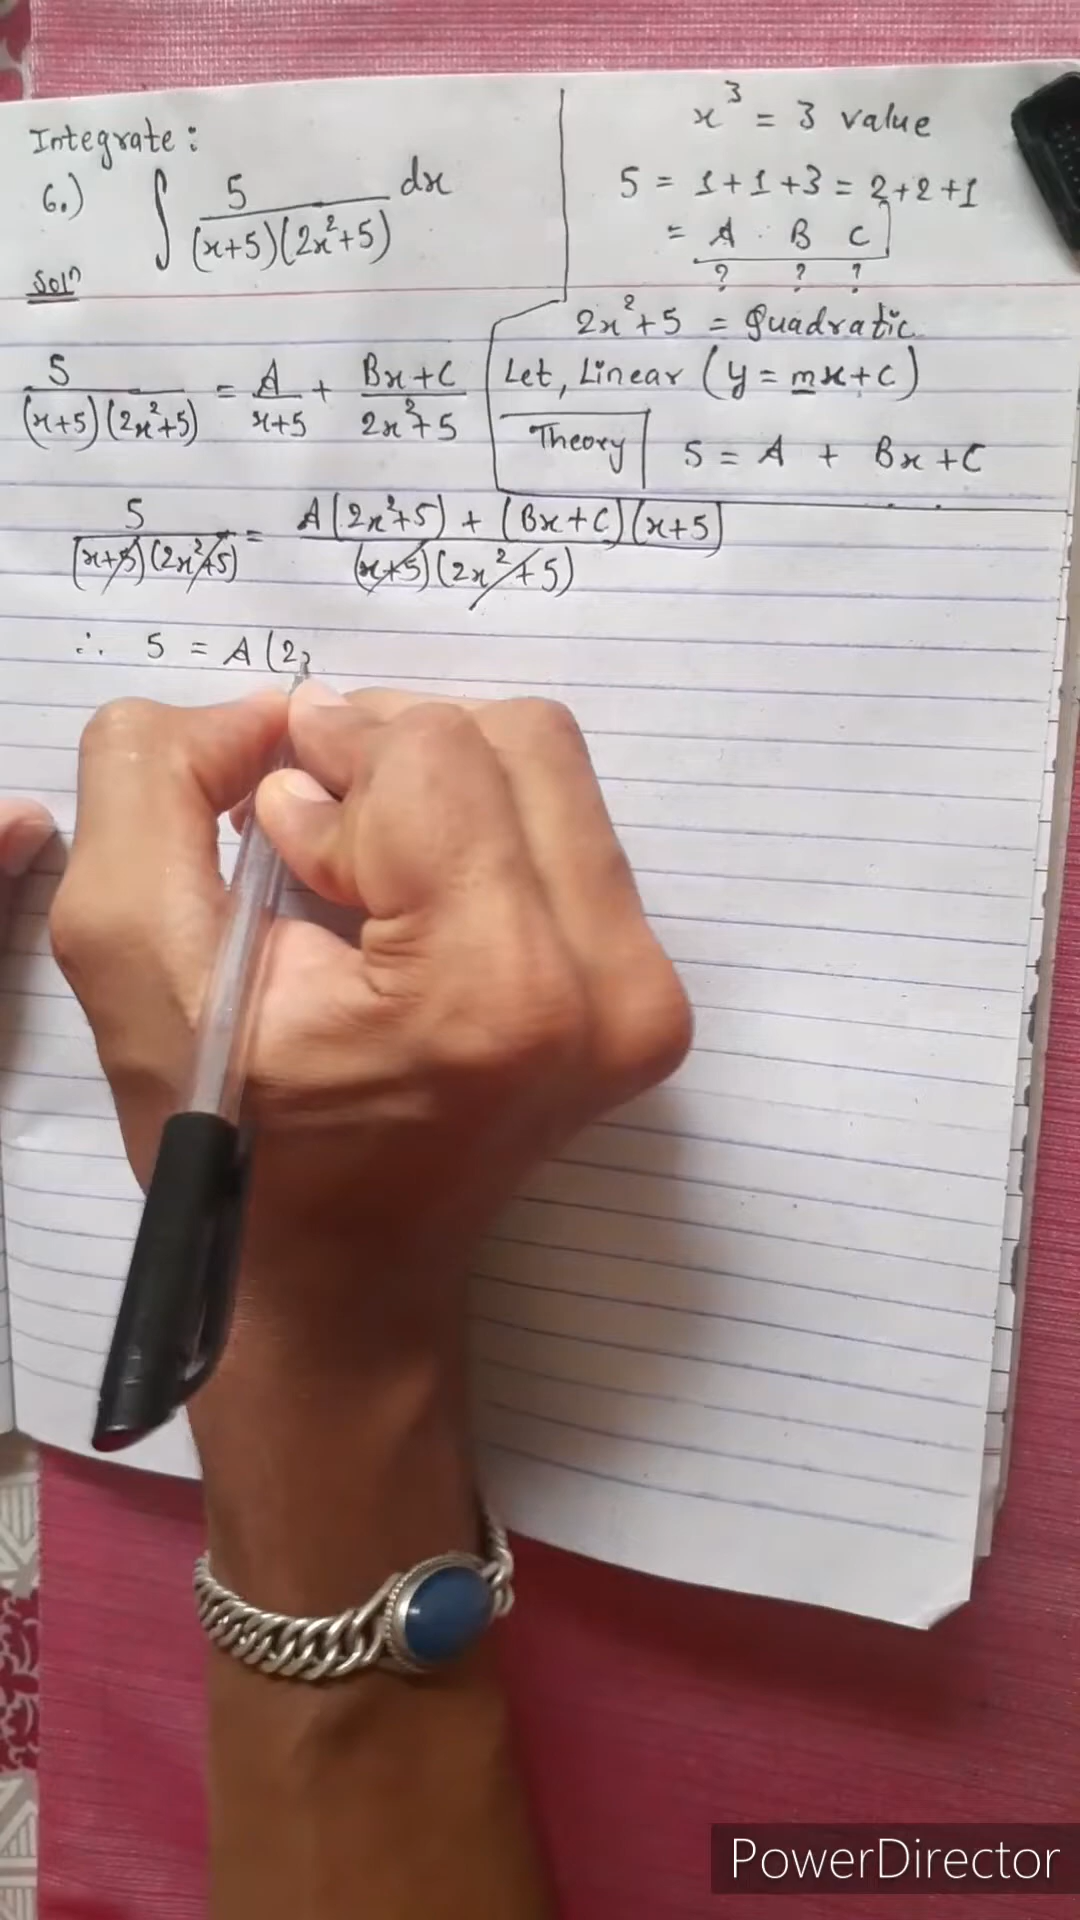 Integrate:
6.) ∫ 5/(x+5)(2x²+5) dx
Solⁿ
x³ = 3 value
5 = 1+1+3 = 2+2+1
= A B C
? ? ?
2x²+5 = Quadratic
Let, Linear (y = mx+c)
Theory
5 = A + Bx+C
5/(x+5)(2x²+5) = A/x+5 + Bx+C/2x²+5
5/(x+5)(2x²+5) = A(2x²+5) + (Bx+C)(x+5)/(x+5)(2x²+5)
∴ 5 = A(2
PowerDirector